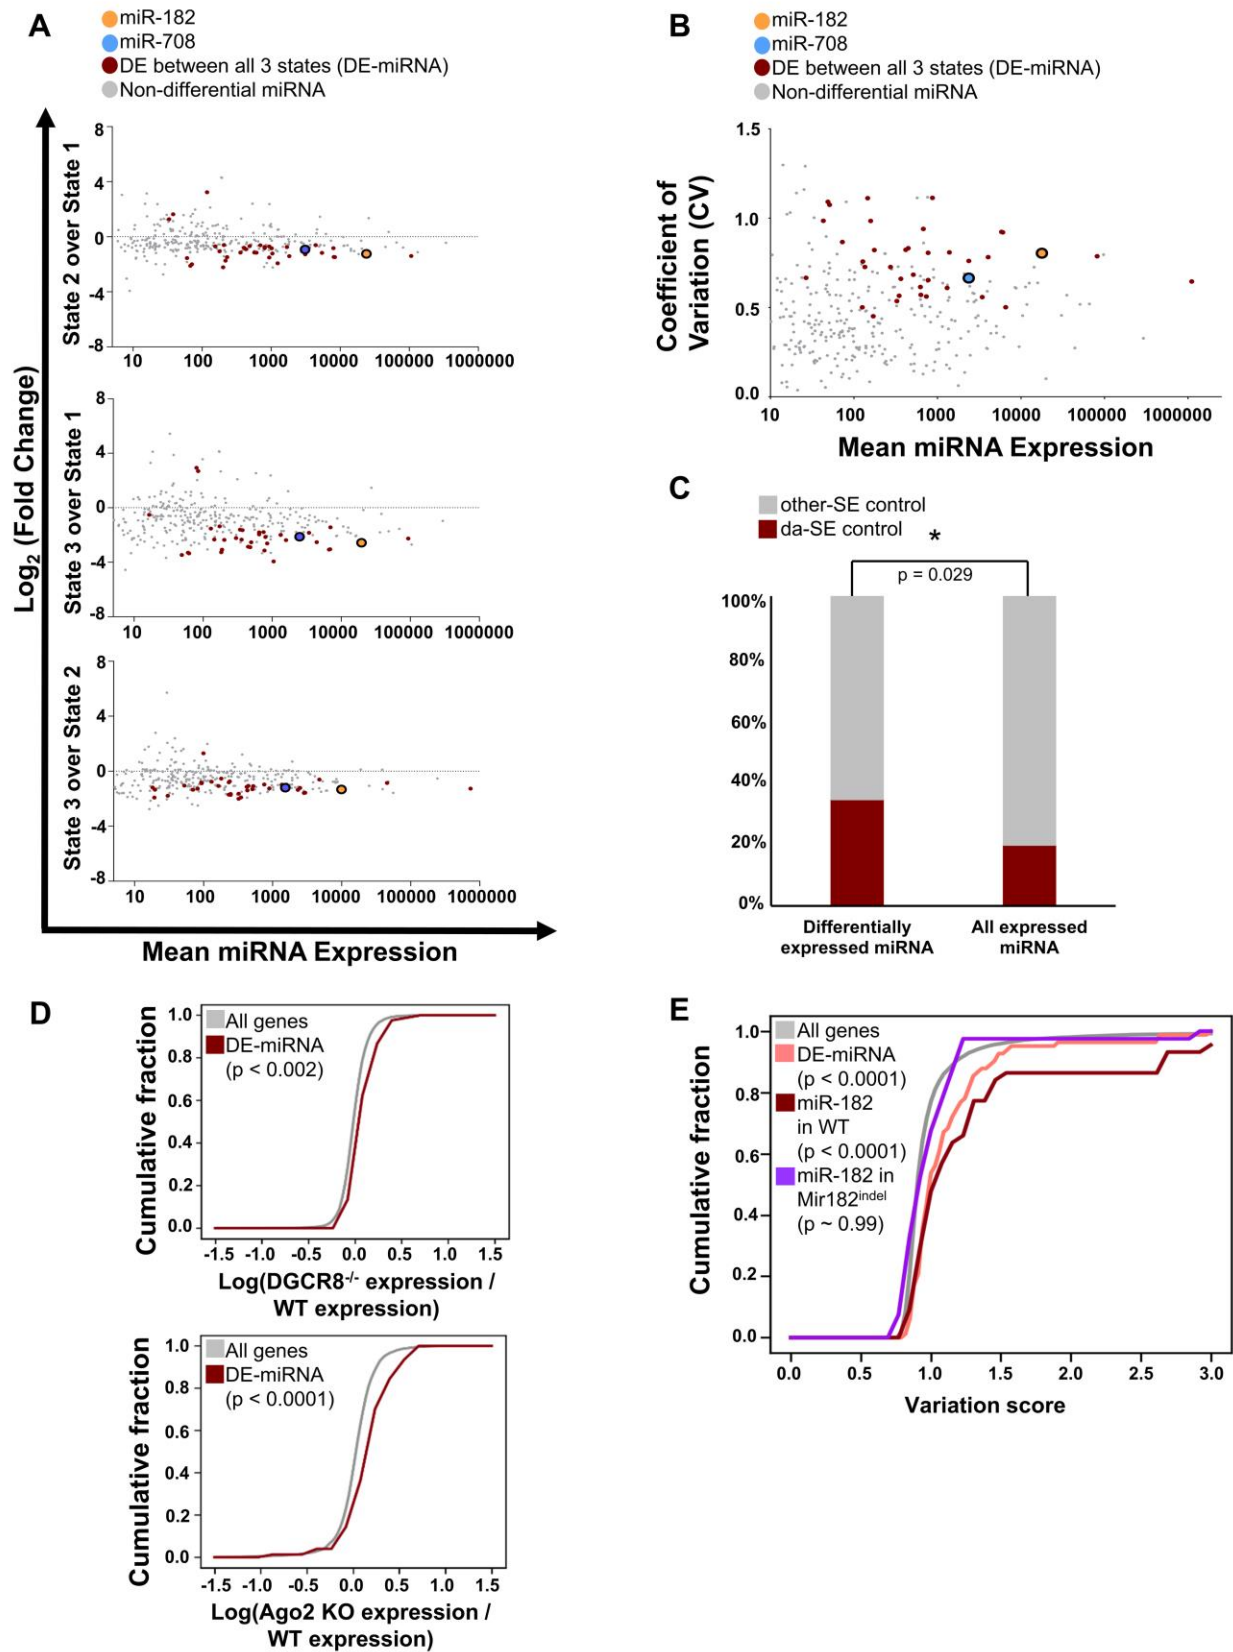 A
miR-182
miR-708
DE between all 3 states (DE-miRNA)
Non-differential miRNA
Log2 (Fold Change)
State 2 over State 1
8
4
0
-4
-8
10 100 1000 10000 100000 1000000
State 3 over State 1
8
4
0
-4
-8
10 100 1000 10000 100000 1000000
State 3 over State 2
8
4
0
-4
-8
10 100 1000 10000 100000 1000000
Mean miRNA Expression
B
miR-182
miR-708
DE between all 3 states (DE-miRNA)
Non-differential miRNA
Coefficient of
Variation (CV)
1.5
1.0
0.5
0.0
10 100 1000 10000 100000 1000000
Mean miRNA Expression
C
other-SE control
da-SE control
*
p = 0.029
100%
80%
60%
40%
20%
0%
Differentially
expressed miRNA
All expressed
miRNA
D
Cumulative fraction
All genes
DE-miRNA
(p < 0.002)
1.0
0.8
0.6
0.4
0.2
0.0
-1.5 -1.0 -0.5 0.0 0.5 1.0 1.5
Log(DGCR8-/- expression /
WT expression)
Cumulative fraction
All genes
DE-miRNA
(p < 0.0001)
1.0
0.8
0.6
0.4
0.2
0.0
-1.5 -1.0 -0.5 0.0 0.5 1.0 1.5
Log(Ago2 KO expression /
WT expression)
E
Cumulative fraction
All genes
DE-miRNA
(p < 0.0001)
miR-182
in WT
(p < 0.0001)
miR-182 in
Mir182indel
(p ~ 0.99)
1.0
0.8
0.6
0.4
0.2
0.0
0.0 0.5 1.0 1.5 2.0 2.5 3.0
Variation score